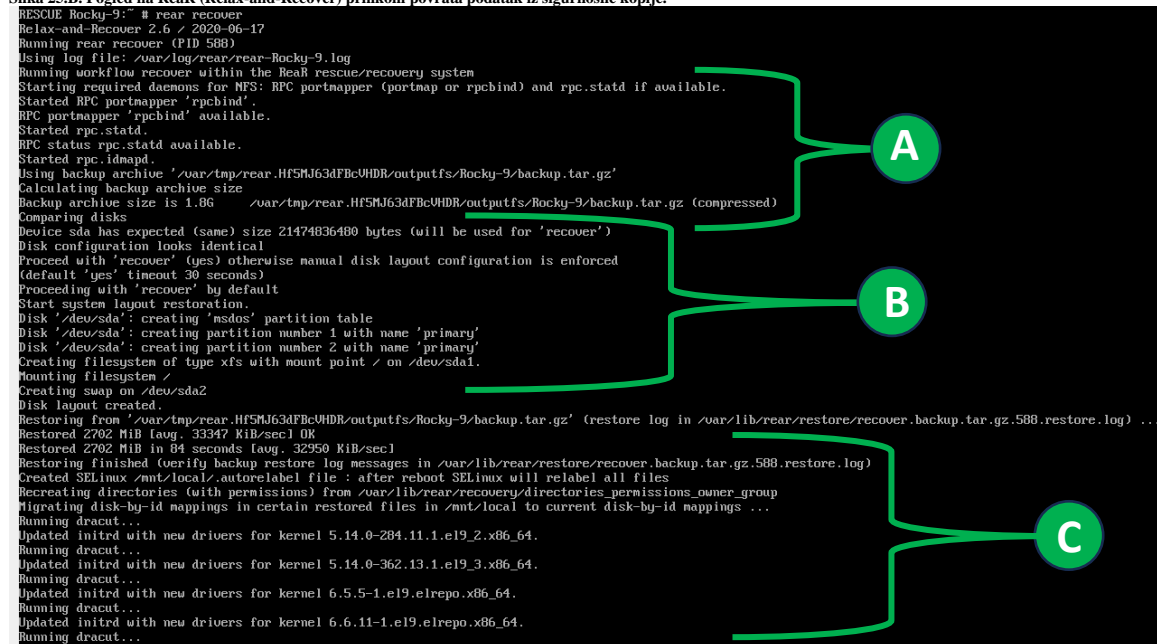 Slika 25.B. Pogled na ReaR (Relax-and-Recover) prilikom povrata podatak iz sigurnosne kopije.
RESCUE Rocky-9:~ # rear recover
Relax-and-Recover 2.6 / 2020-06-17
Running rear recover (PID 588)
Using log file: /var/log/rear/rear-Rocky-9.log
Running workflow recover within the ReaR rescue/recovery system
Starting required daemons for NFS: RPC portmapper (portmap or rpcbind) and rpc.statd if available.
Started RPC portmapper 'rpcbind'.
RPC portmapper 'rpcbind' available.
Started rpc.statd.
RPC status rpc.statd available.
Started rpc.idmapd.
Using backup archive '/var/tmp/rear.Hf5MJ63dFBcVHDR/outputfs/Rocky-9/backup.tar.gz'
Calculating backup archive size
Backup archive size is 1.8G     /var/tmp/rear.Hf5MJ63dFBcVHDR/outputfs/Rocky-9/backup.tar.gz (compressed)
Comparing disks
Device sda has expected (same) size 21474836480 bytes (will be used for 'recover')
Disk configuration looks identical
Proceed with 'recover' (yes) otherwise manual disk layout configuration is enforced
(default 'yes' timeout 30 seconds)
Proceeding with 'recover' by default
Start system layout restoration.
Disk '/dev/sda': creating 'msdos' partition table
Disk '/dev/sda': creating partition number 1 with name 'primary'
Disk '/dev/sda': creating partition number 2 with name 'primary'
Creating filesystem of type xfs with mount point / on /dev/sda1.
Mounting filesystem /
Creating swap on /dev/sda2
Disk layout created.
Restoring from '/var/tmp/rear.Hf5MJ63dFBcVHDR/outputfs/Rocky-9/backup.tar.gz' (restore log in /var/lib/rear/restore/recover.backup.tar.gz.588.restore.log) ...
Restored 2702 MiB [avg. 33347 KiB/sec] OK
Restored 2702 MiB in 84 seconds [avg. 32950 KiB/sec]
Restoring finished (verify backup restore log messages in /var/lib/rear/restore/recover.backup.tar.gz.588.restore.log)
Created SELinux /mnt/local/.autorelabel file : after reboot SELinux will relabel all files
Recreating directories (with permissions) from /var/lib/rear/recovery/directories_permissions_owner_group
Migrating disk-by-id mappings in certain restored files in /mnt/local to current disk-by-id mappings ...
Running dracut...
Updated initrd with new drivers for kernel 5.14.0-284.11.1.el9_2.x86_64.
Running dracut...
Updated initrd with new drivers for kernel 5.14.0-362.13.1.el9_3.x86_64.
Running dracut...
Updated initrd with new drivers for kernel 6.5.5-1.el9.elrepo.x86_64.
Running dracut...
Updated initrd with new drivers for kernel 6.6.11-1.el9.elrepo.x86_64.
Running dracut...
A
B
C